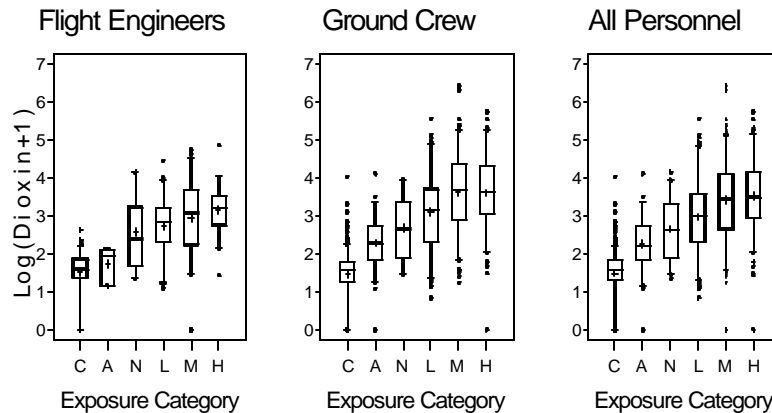 Flight Engineers
Ground Crew
All Personnel
Log(Dioxin+1)
7
6
5
4
3
2
1
0
C A N L M H
Exposure Category
7
6
5
4
3
2
1
0
C A N L M H
Exposure Category
7
6
5
4
3
2
1
0
C A N L M H
Exposure Category